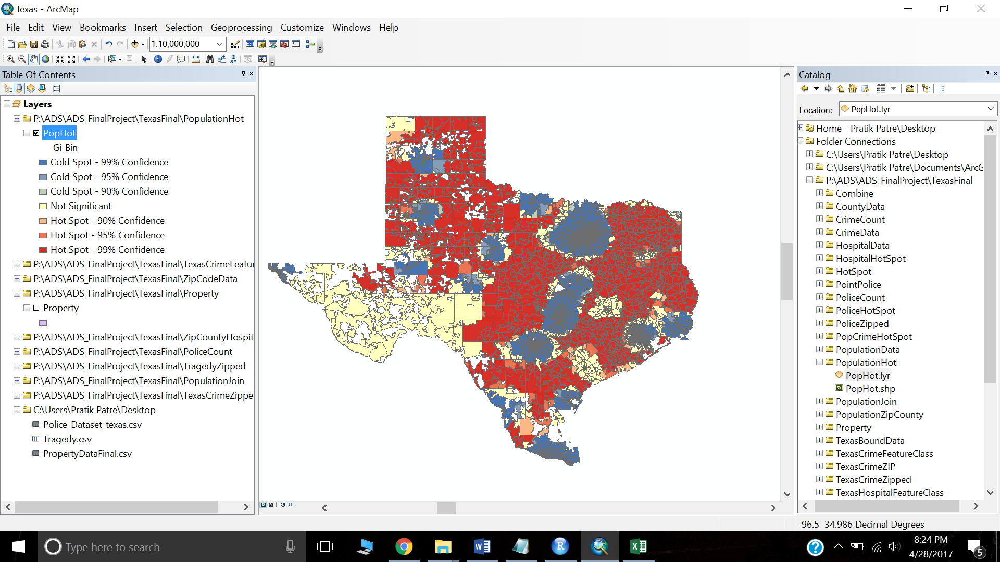 Texas - ArcMap
File Edit View Bookmarks Insert Selection Geoprocessing Customize Windows Help
1:10,000,000
Table Of Contents
Layers
P:\ADS\ADS_FinalProject\TexasFinal\PopulationHot
PopHot
Gi_Bin
Cold Spot - 99% Confidence
Cold Spot - 95% Confidence
Cold Spot - 90% Confidence
Not Significant
Hot Spot - 90% Confidence
Hot Spot - 95% Confidence
Hot Spot - 99% Confidence
P:\ADS\ADS_FinalProject\TexasFinal\TexasCrimeFeatur
P:\ADS\ADS_FinalProject\TexasFinal\ZipCodeData
P:\ADS\ADS_FinalProject\TexasFinal\Property
Property
P:\ADS\ADS_FinalProject\TexasFinal\ZipCountyHospit
P:\ADS\ADS_FinalProject\TexasFinal\PoliceCount
P:\ADS\ADS_FinalProject\TexasFinal\TragedyZipped
P:\ADS\ADS_FinalProject\TexasFinal\PopulationJoin
P:\ADS\ADS_FinalProject\TexasFinal\TexasCrimeZippe
C:\Users\Pratik Patre\Desktop
Police_Dataset_texas.csv
Tragedy.csv
PropertyDataFinal.csv
Catalog
Location: PopHot.lyr
Home - Pratik Patre\Desktop
Folder Connections
C:\Users\Pratik Patre\Desktop
C:\Users\Pratik Patre\Documents\ArcG
P:\ADS\ADS_FinalProject\TexasFinal
Combine
CountyData
CrimeCount
CrimeData
HospitalData
HospitalHotSpot
HotSpot
PointPolice
PoliceCount
PoliceHotSpot
PoliceZipped
PopCrimeHotSpot
PopulationData
PopulationHot
PopHot.lyr
PopHot.shp
PopulationJoin
PopulationZipCounty
Property
TexasBoundData
TexasCrimeFeatureClass
TexasCrimeZIP
TexasCrimeZipped
TexasHospitalFeatureClass
-96.5 34.986 Decimal Degrees
Type here to search
8:24 PM
4/28/2017
5